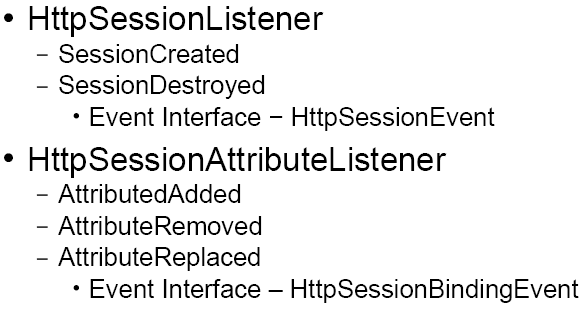 • HttpSessionListener
– SessionCreated
– SessionDestroyed
• Event Interface – HttpSessionEvent
• HttpSessionAttributeListener
– AttributedAdded
– AttributeRemoved
– AttributeReplaced
• Event Interface – HttpSessionBindingEvent